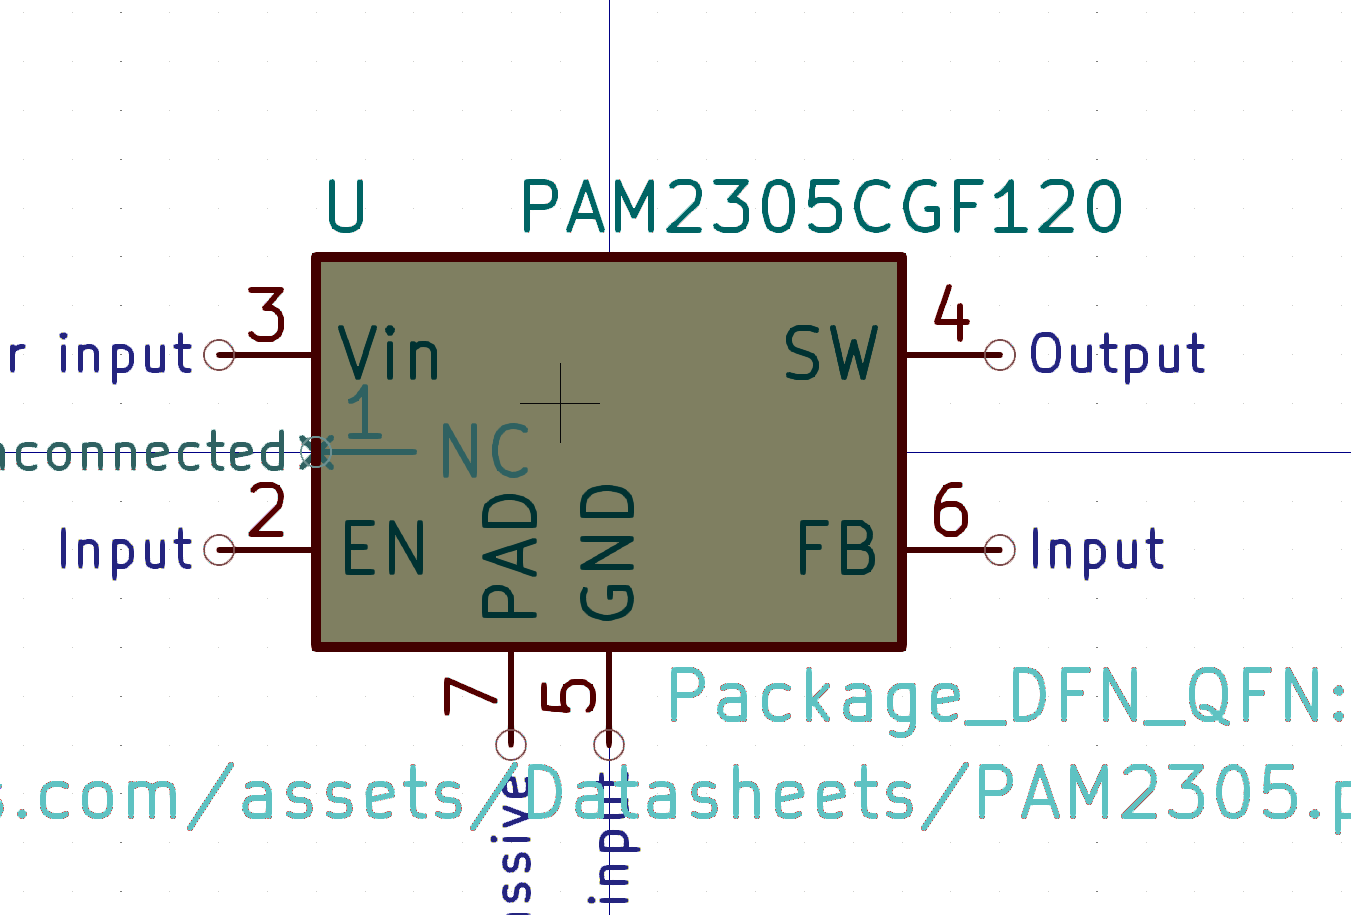 U PAM2305CGF120
3 4
r input Vin SW Output
1
nconnected NC
2 6
Input EN PAD GND FB Input
7 5 Package_DFN_QFN:
s.com/assets/Datasheets/PAM2305.p
ssive input